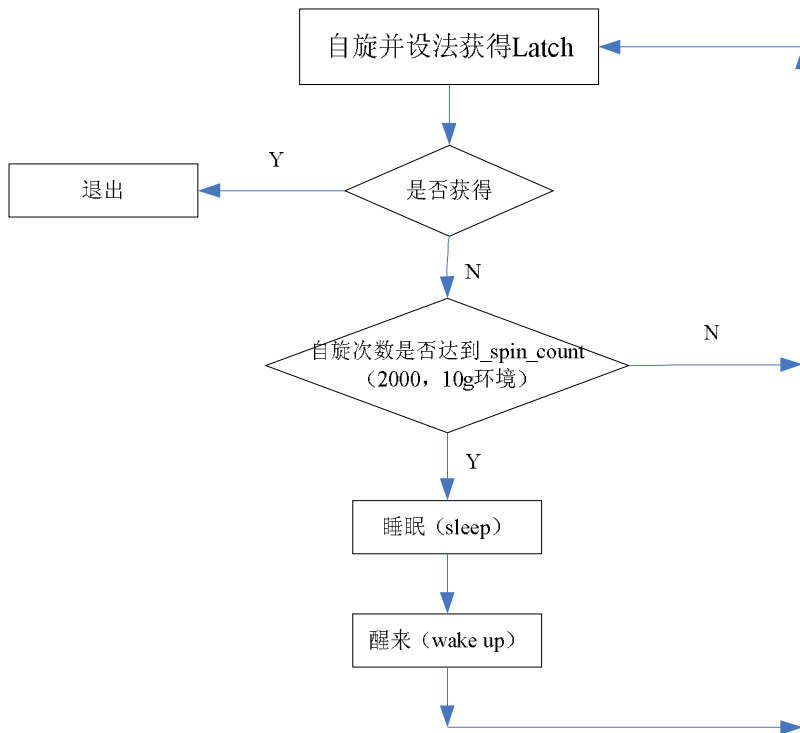 自旋并设法获得Latch
Y
退出
是否获得
N
自旋次数是否达到_spin_count
（2000，10g环境）
N
Y
睡眠（sleep）
醒来（wake up）